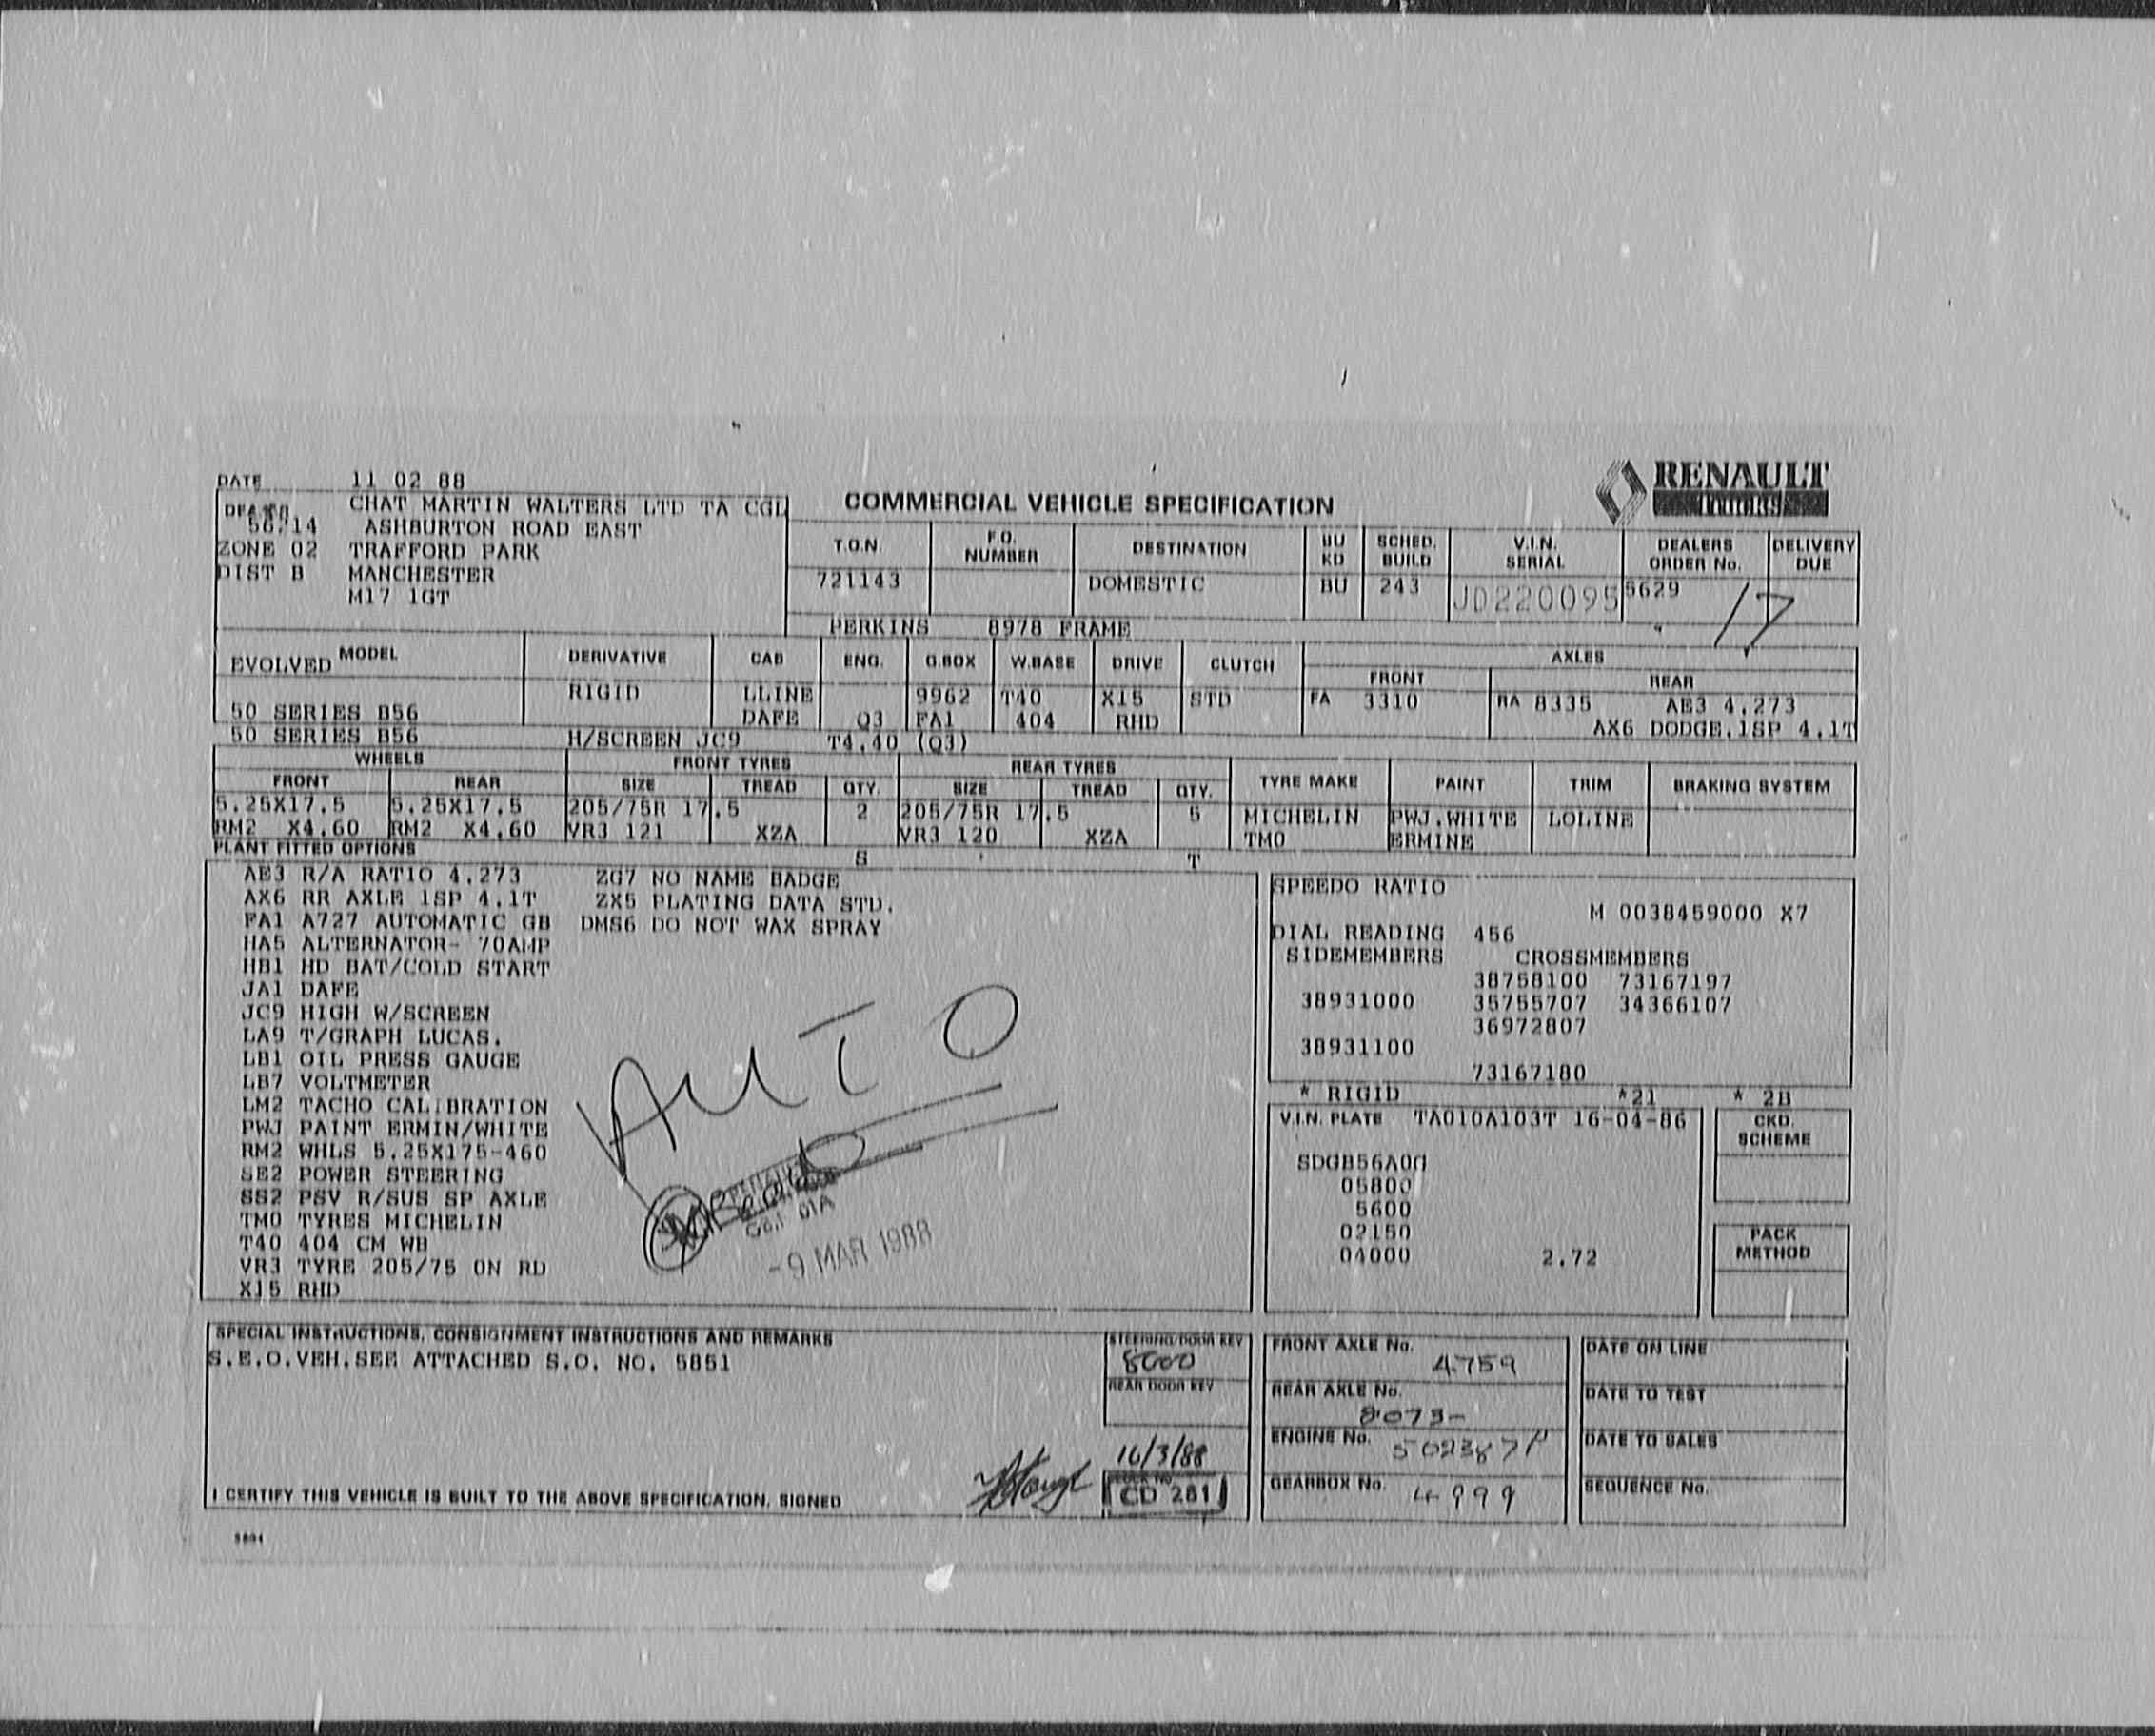 DATE 11 02 88
RENAULT
TRUCKS
CHAT MARTIN WALTERS LTD TA CGL
COMMERCIAL VEHICLE SPECIFICATION
ASHBURTON ROAD EAST
ZONE 02 TRAFFORD PARK
DIST B MANCHESTER
M17 1GT
T.O.N. F.O. NUMBER DESTINATION BU KD SCHED. BUILD V.I.N. SERIAL DEALERS ORDER No. DELIVERY DUE
721143 DOMESTIC BU 243 JD220095 5629 17
PERKINS 8978 FRAME
MODEL DERIVATIVE CAB ENG. G.BOX W.BASE DRIVE CLUTCH AXLES
EVOLVED FRONT REAR
RIGID LLINE 9962 T40 X15 STD FA 3310 RA 8335 AE3 4.273
50 SERIES B56 DAFE Q3 FA1 404 RHD AX6 DODGE.1SP 4.1T
50 SERIES B56 H/SCREEN JC9 T4.40 (Q3)
WHEELS FRONT TYRES REAR TYRES TYRE MAKE PAINT TRIM BRAKING SYSTEM
FRONT REAR SIZE TREAD QTY. SIZE TREAD QTY.
5.25X17.5 5.25X17.5 205/75R 17.5 2 205/75R 17.5 5 MICHELIN PWJ.WHITE LOLINE
RM2 X4.60 RM2 X4.60 VR3 121 XZA VR3 120 XZA TMO ERMINE
PLANT FITTED OPTIONS S T
AE3 R/A RATIO 4.273 ZG7 NO NAME BADGE
AX6 RR AXLE 1SP 4.1T ZX5 PLATING DATA STD.
FA1 A727 AUTOMATIC GB DMS6 DO NOT WAX SPRAY
HA5 ALTERNATOR- 70AMP
HB1 HD BAT/COLD START
JA1 DAFE
JC9 HIGH W/SCREEN
LA9 T/GRAPH LUCAS.
LB1 OIL PRESS GAUGE
LB7 VOLTMETER
LM2 TACHO CALIBRATION
PWJ PAINT ERMIN/WHITE
RM2 WHLS 5.25X175-460
SE2 POWER STEERING
SS2 PSV R/SUS SP AXLE
TMO TYRES MICHELIN
T40 404 CM WB
VR3 TYRE 205/75 ON RD
X15 RHD
AUTO
-9 MAR 1988
SPEEDO RATIO
M 0038459000 X7
DIAL READING 456
SIDEMEMBERS CROSSMEMBERS
38758100 73167197
38931000 35755707 34366107
36972807
38931100
73167180
* RIGID *21 * 2B
V.I.N. PLATE TA010A103T 16-04-86
CKD. SCHEME
05800
5600
02150
04000 2.72
PACK METHOD
SPECIAL INSTRUCTIONS, CONSIGNMENT INSTRUCTIONS AND REMARKS
S.E.O.VEH.SEE ATTACHED S.O. NO. 5851
STEERING/DOOR KEY
8000
REAR DOOR KEY
16/3/88
CD 261
I CERTIFY THIS VEHICLE IS BUILT TO THE ABOVE SPECIFICATION. SIGNED
FRONT AXLE No. 4759
REAR AXLE No. 8073-
ENGINE No. 502387P
GEARBOX No. 4999
DATE ON LINE
DATE TO TEST
DATE TO SALES
SEQUENCE No.